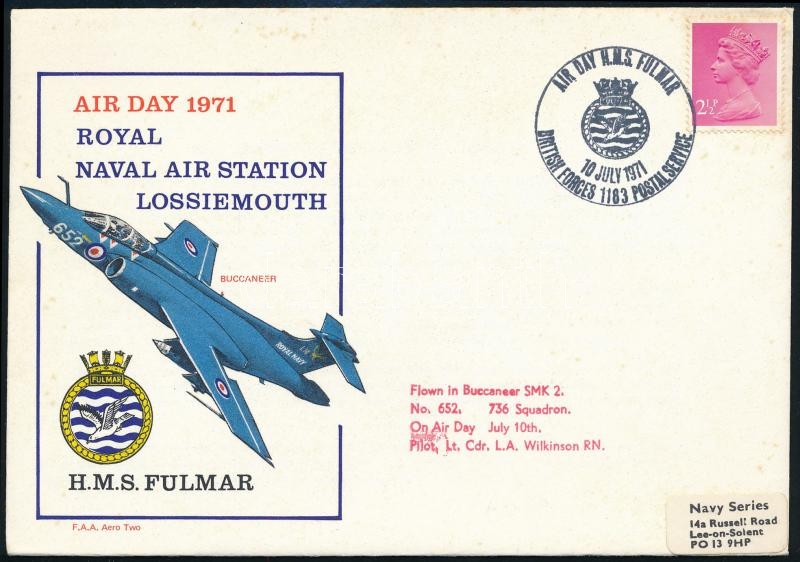 AIR DAY 1971
ROYAL
NAVAL AIR STATION
LOSSIEMOUTH
652
BUCCANEER
LM
ROYAL NAVY
FULMAR
H.M.S. FULMAR
F.A.A. Aero Two
AIR DAY H.M.S. FULMAR
10 JULY 1971
BRITISH FORCES 1183 POSTAL SERVICE
2½P
Flown in Buccaneer SMK 2.
No. 652. 736 Squadron.
On Air Day July 10th.
Pilot, Lt. Cdr. L.A. Wilkinson RN.
Navy Series
14a Russell Road
Lee-on-Solent
PO 13 9HP